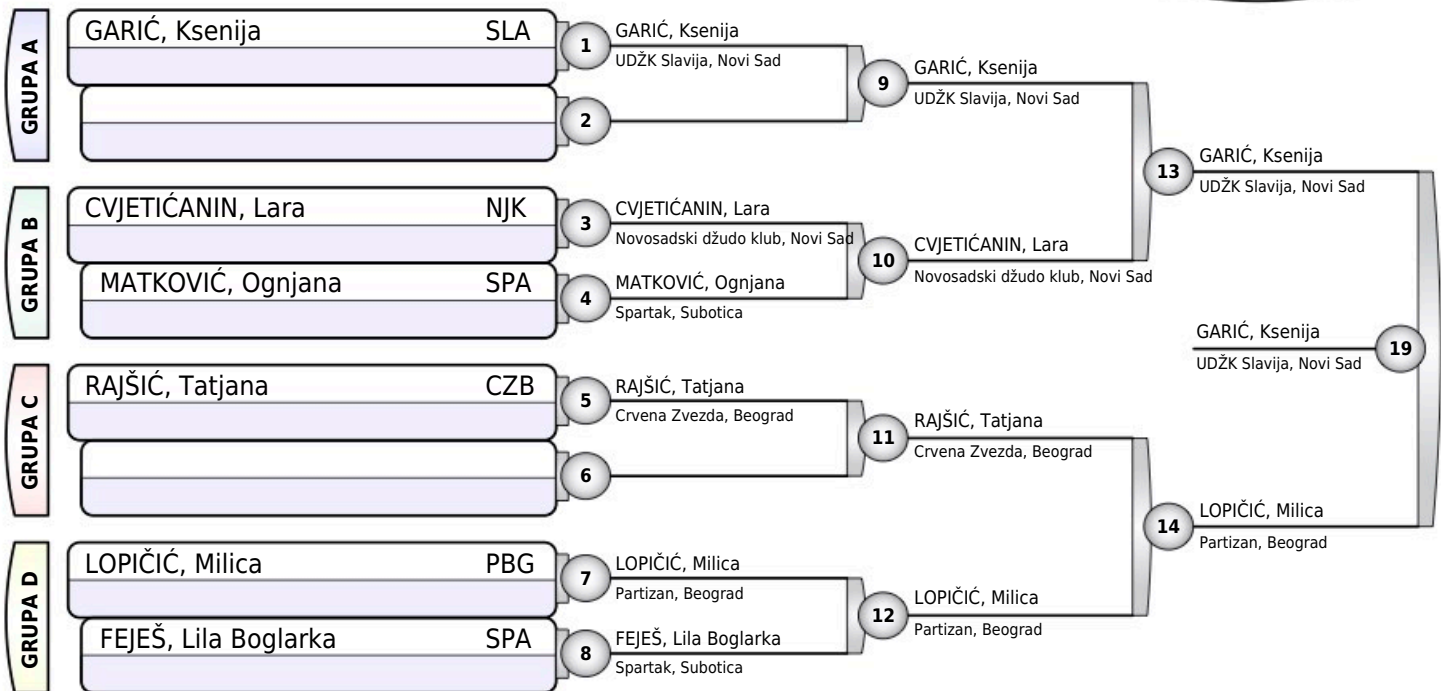 GRUPA A
GARIĆ, Ksenija SLA
1
GARIĆ, Ksenija
UDŽK Slavija, Novi Sad
2
9
GARIĆ, Ksenija
UDŽK Slavija, Novi Sad
GRUPA B
CVJETIĆANIN, Lara NJK
3
CVJETIĆANIN, Lara
Novosadski džudo klub, Novi Sad
MATKOVIĆ, Ognjana SPA
4
MATKOVIĆ, Ognjana
Spartak, Subotica
10
CVJETIĆANIN, Lara
Novosadski džudo klub, Novi Sad
13
GARIĆ, Ksenija
UDŽK Slavija, Novi Sad
GRUPA C
RAJŠIĆ, Tatjana CZB
5
RAJŠIĆ, Tatjana
Crvena Zvezda, Beograd
6
11
RAJŠIĆ, Tatjana
Crvena Zvezda, Beograd
GRUPA D
LOPIČIĆ, Milica PBG
7
LOPIČIĆ, Milica
Partizan, Beograd
FEJEŠ, Lila Boglarka SPA
8
FEJEŠ, Lila Boglarka
Spartak, Subotica
12
LOPIČIĆ, Milica
Partizan, Beograd
14
LOPIČIĆ, Milica
Partizan, Beograd
GARIĆ, Ksenija
UDŽK Slavija, Novi Sad
19